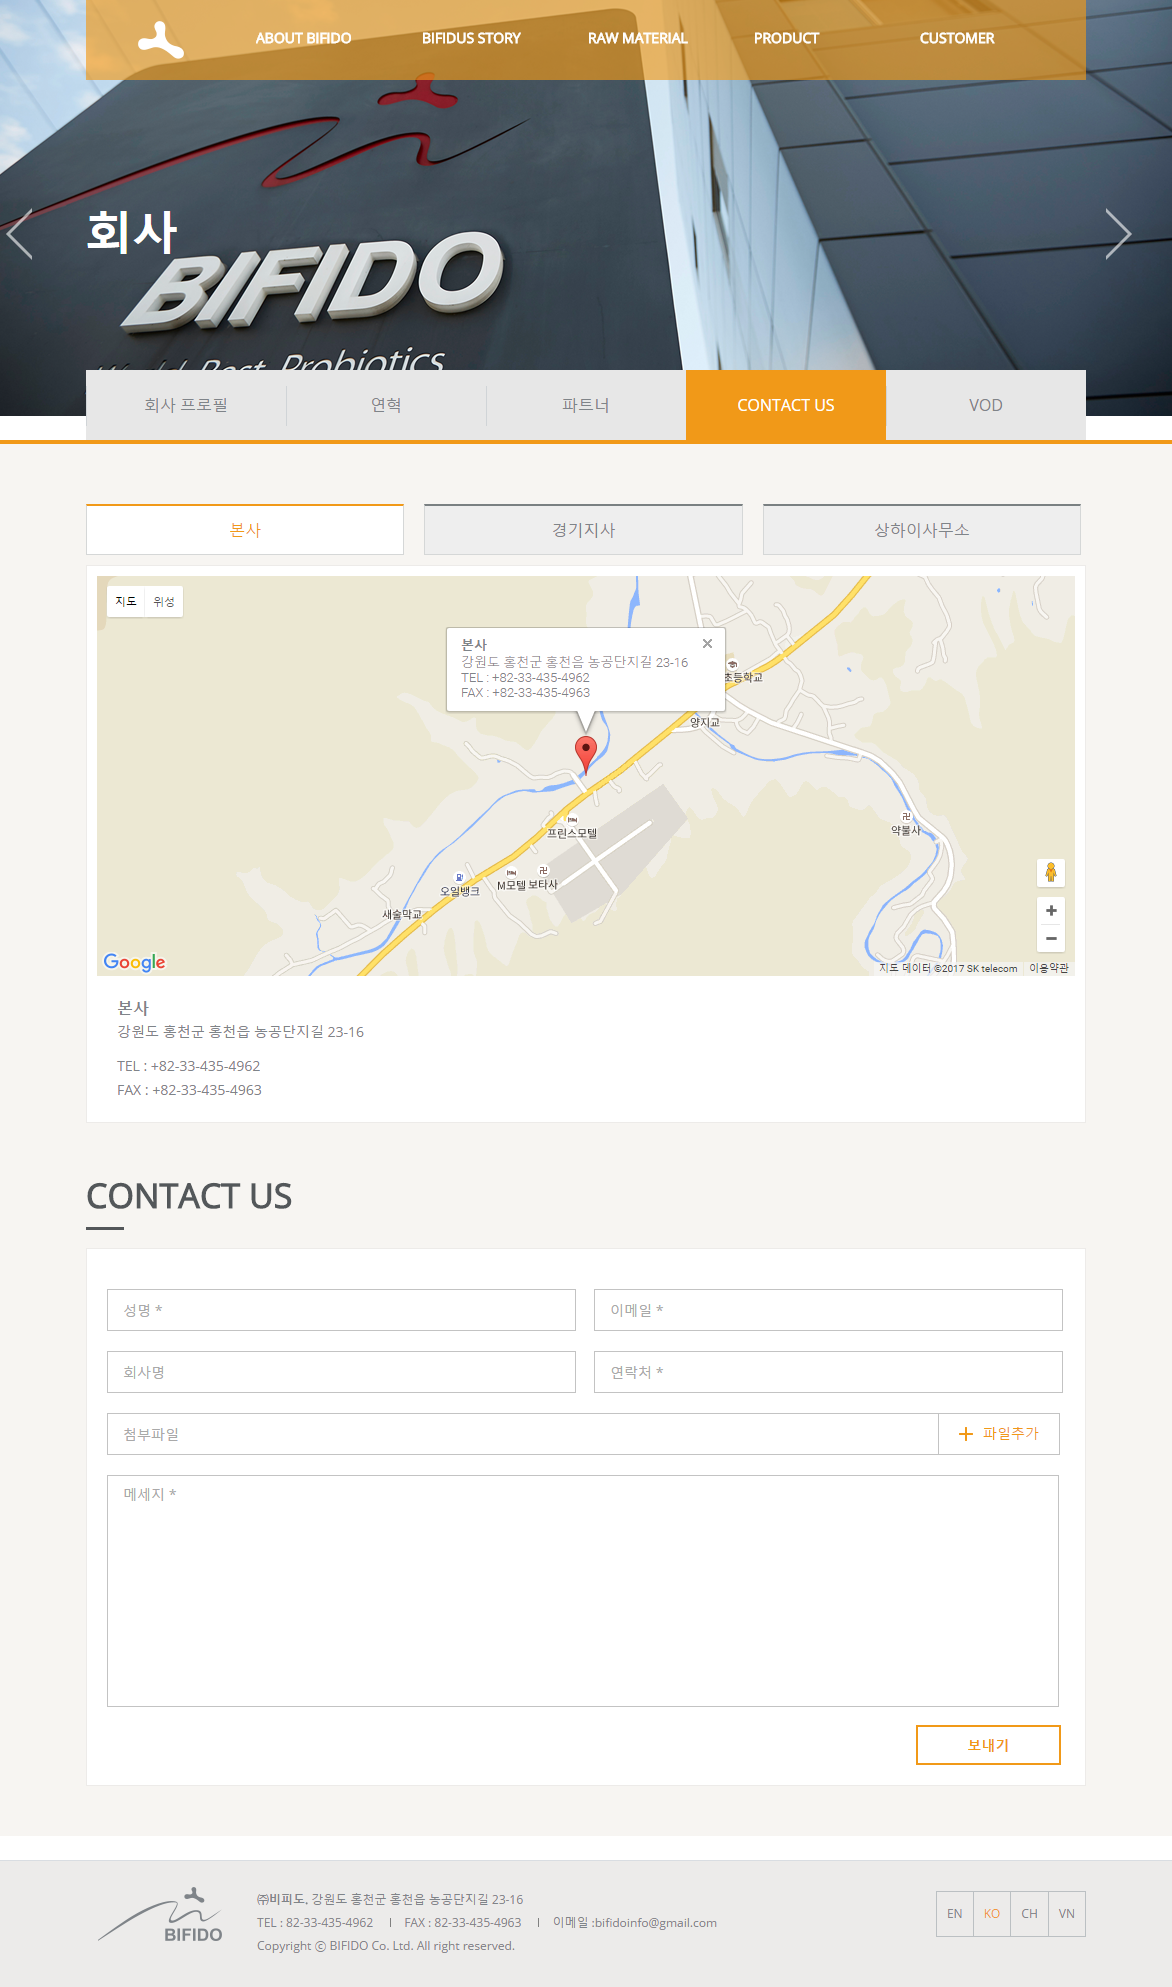 ABOUT BIFIDO
BIFIDUS STORY
RAW MATERIAL
PRODUCT
CUSTOMER
회사
BIFIDO
World Best Probiotics
회사 프로필
연혁
파트너
CONTACT US
VOD
본사
경기지사
상하이사무소
지도
위성
본사
강원도 홍천군 홍천읍 농공단지길 23-16
TEL : +82-33-435-4962
FAX : +82-33-435-4963
초등학교
양지교
약불사
프린스모텔
M모텔
보타사
오일뱅크
새술막교
Google
지도 데이터 ©2017 SK telecom
이용약관
본사
강원도 홍천군 홍천읍 농공단지길 23-16
TEL : +82-33-435-4962
FAX : +82-33-435-4963
CONTACT US
성명 *
이메일 *
회사명
연락처 *
첨부파일
파일추가
메세지 *
보내기
BIFIDO
㈜비피도, 강원도 홍천군 홍천읍 농공단지길 23-16
TEL : 82-33-435-4962 | FAX : 82-33-435-4963 | 이메일 :bifidoinfo@gmail.com
Copyright ⓒ BIFIDO Co. Ltd. All right reserved.
EN
KO
CH
VN